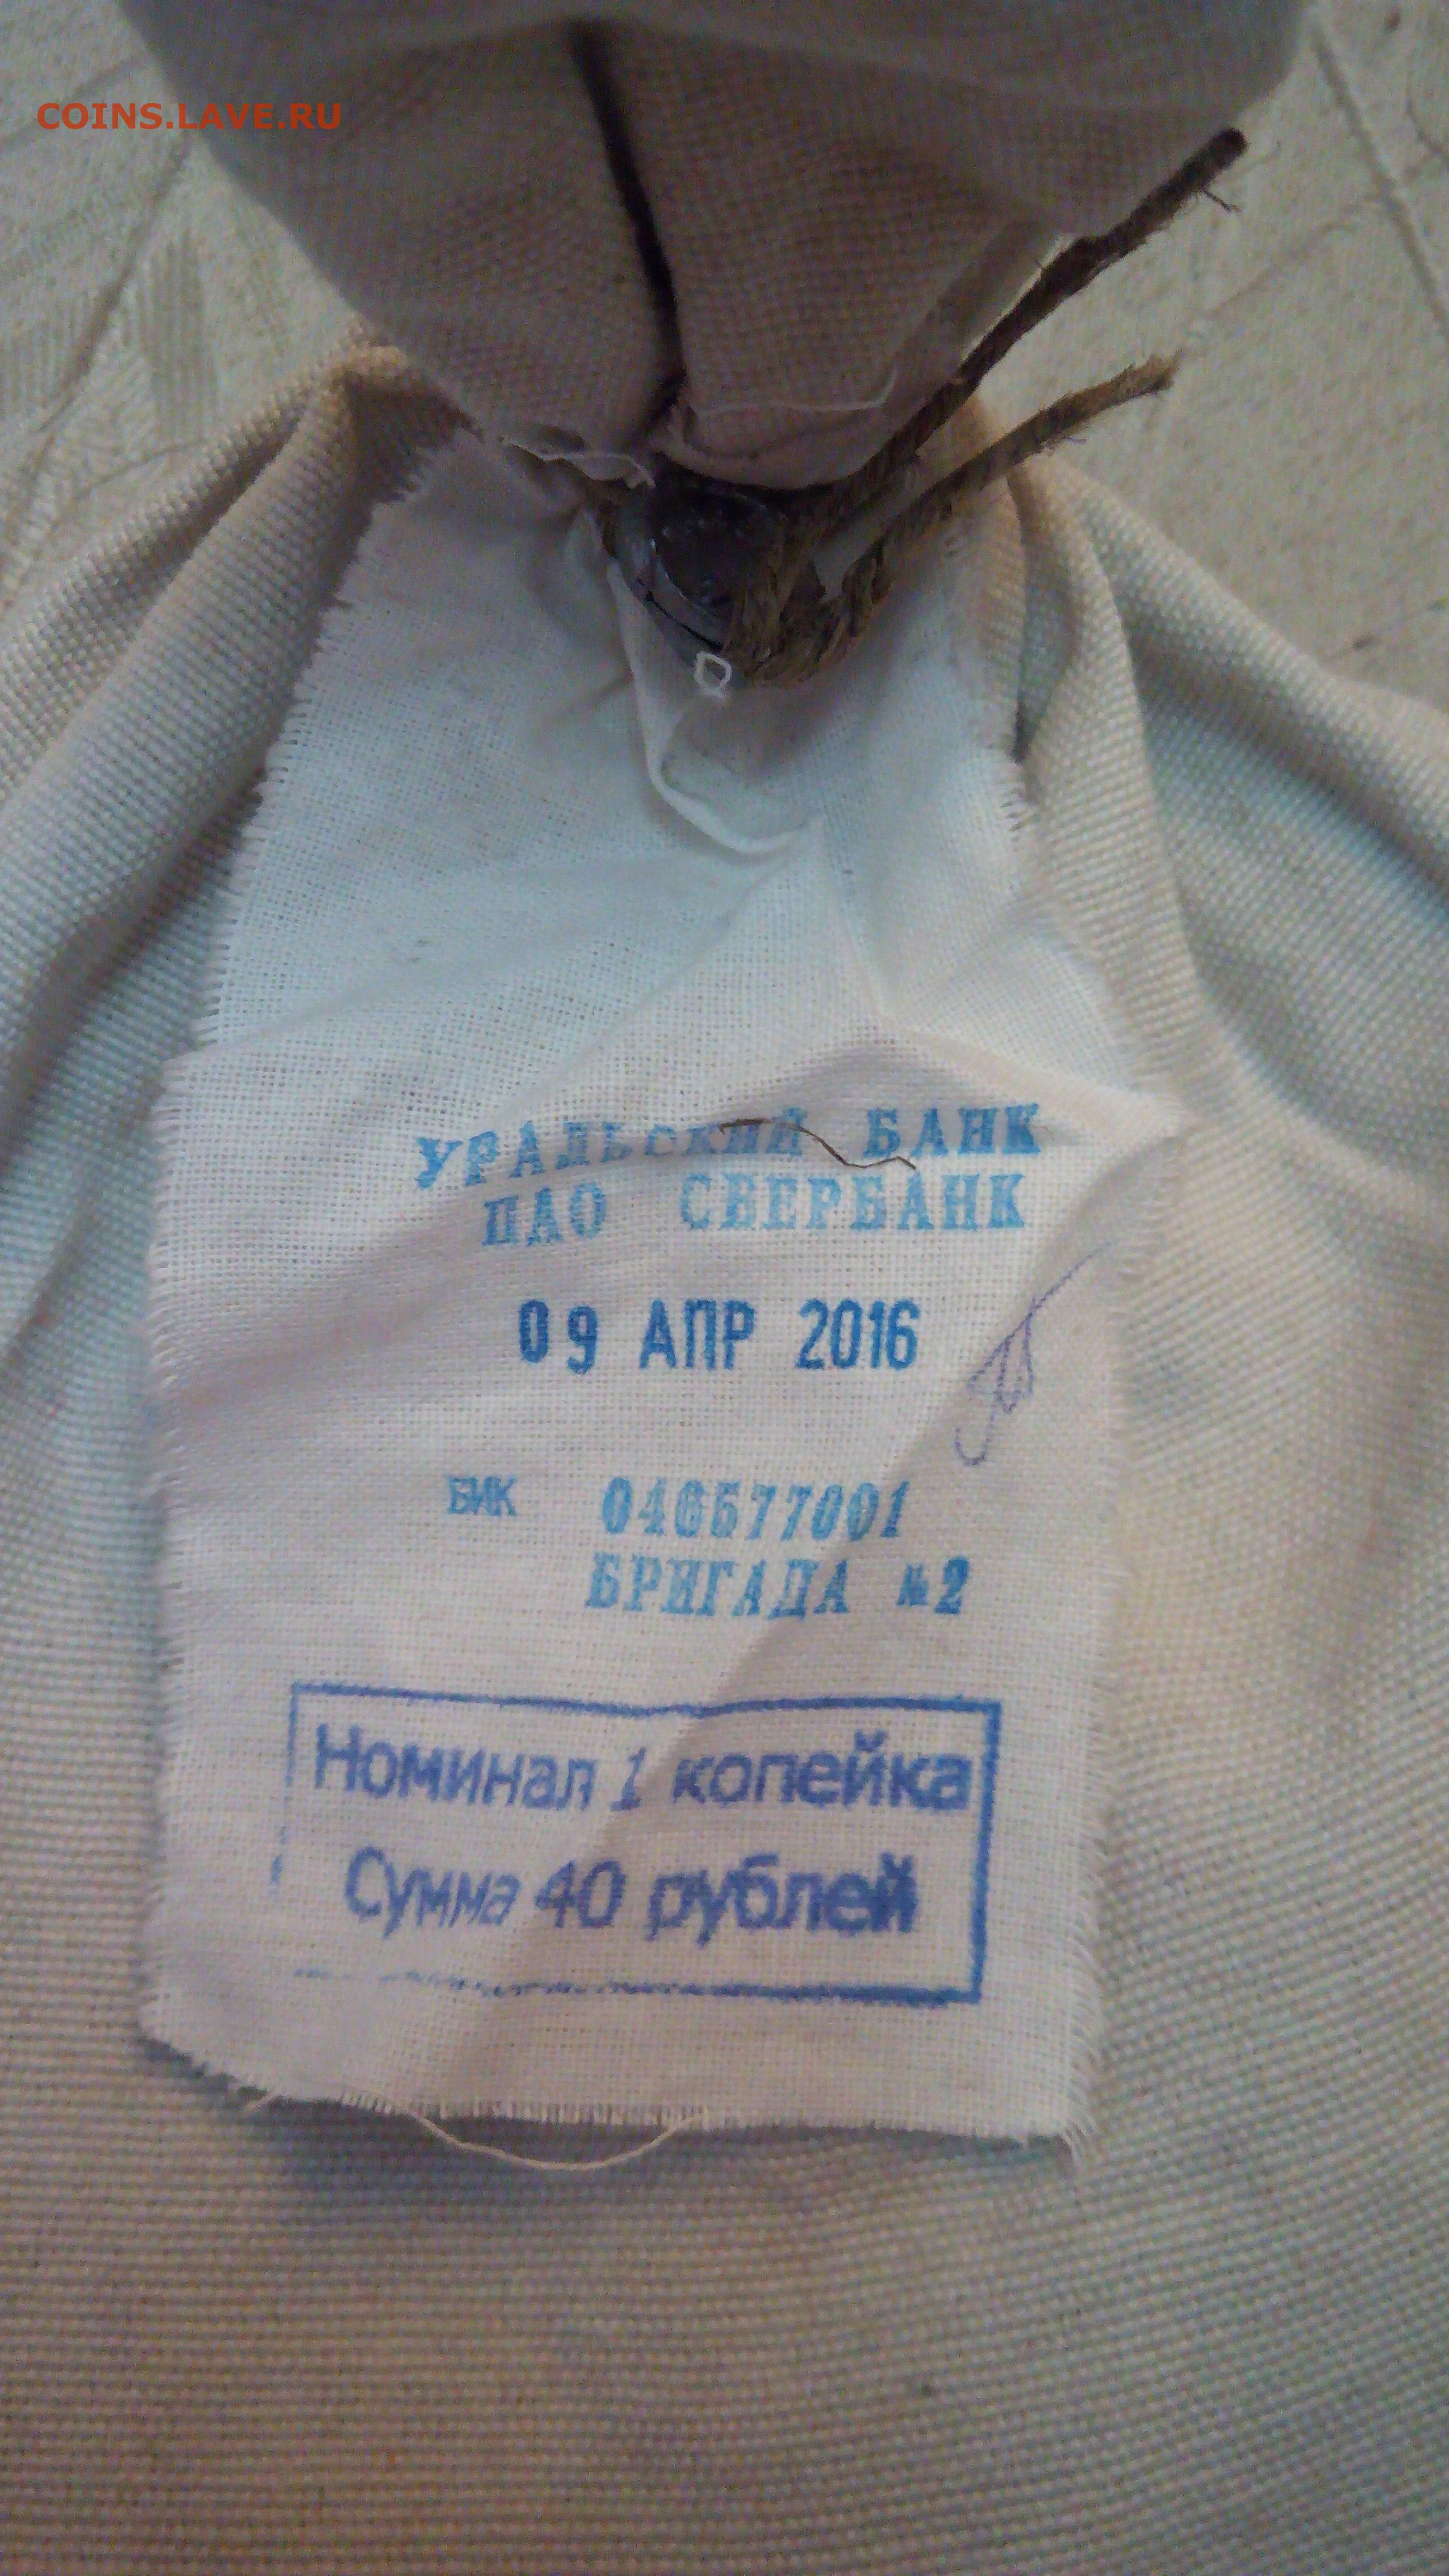 COINS.LAVE.RU
УРАЛЬСКИЙ БАНК
ПАО СБЕРБАНК
09 АПР 2016
БИК 046577001
БРИГАДА №2
Номинал 1 копейка
Сумма 40 рублей